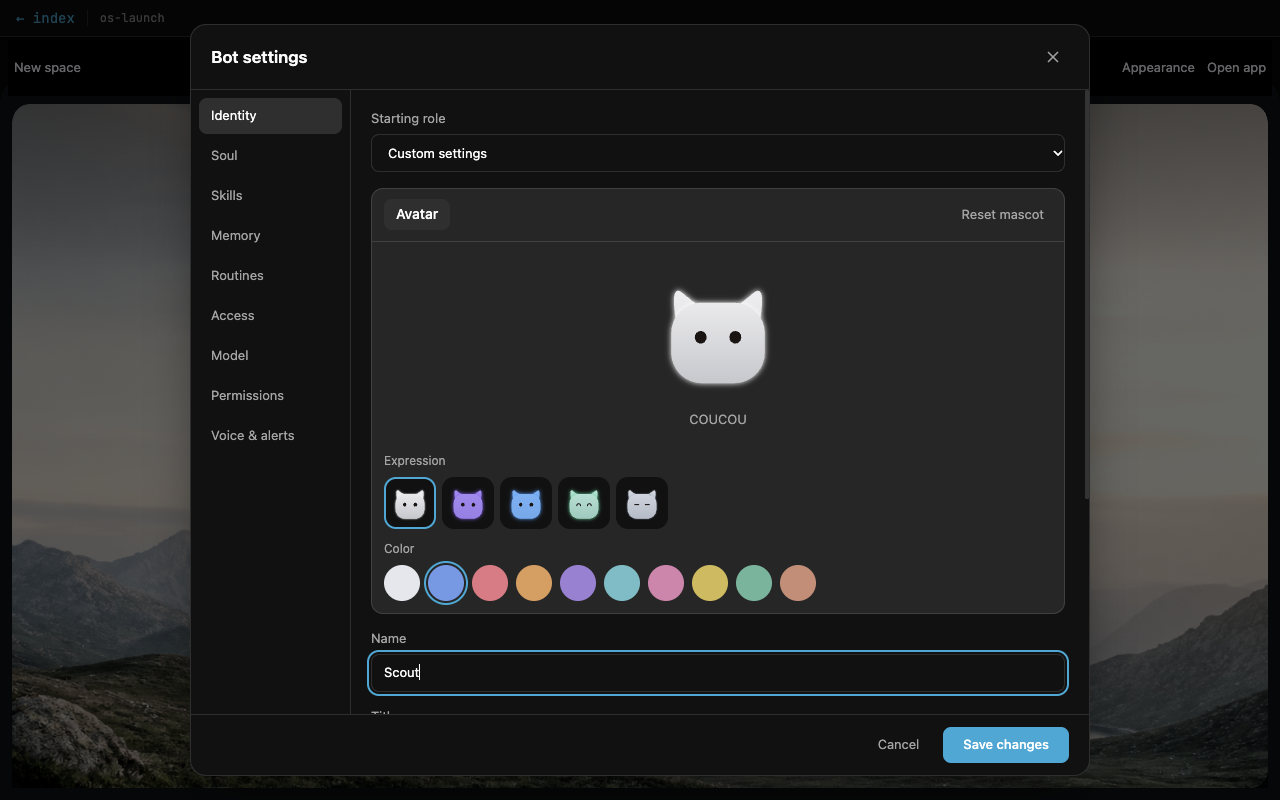 ← index
os-launch
New space
Appearance
Open app
Bot settings
Identity
Soul
Skills
Memory
Routines
Access
Model
Permissions
Voice & alerts
Starting role
Custom settings
Avatar
Reset mascot
COUCOU
Expression
Color
Name
Scout
Cancel
Save changes